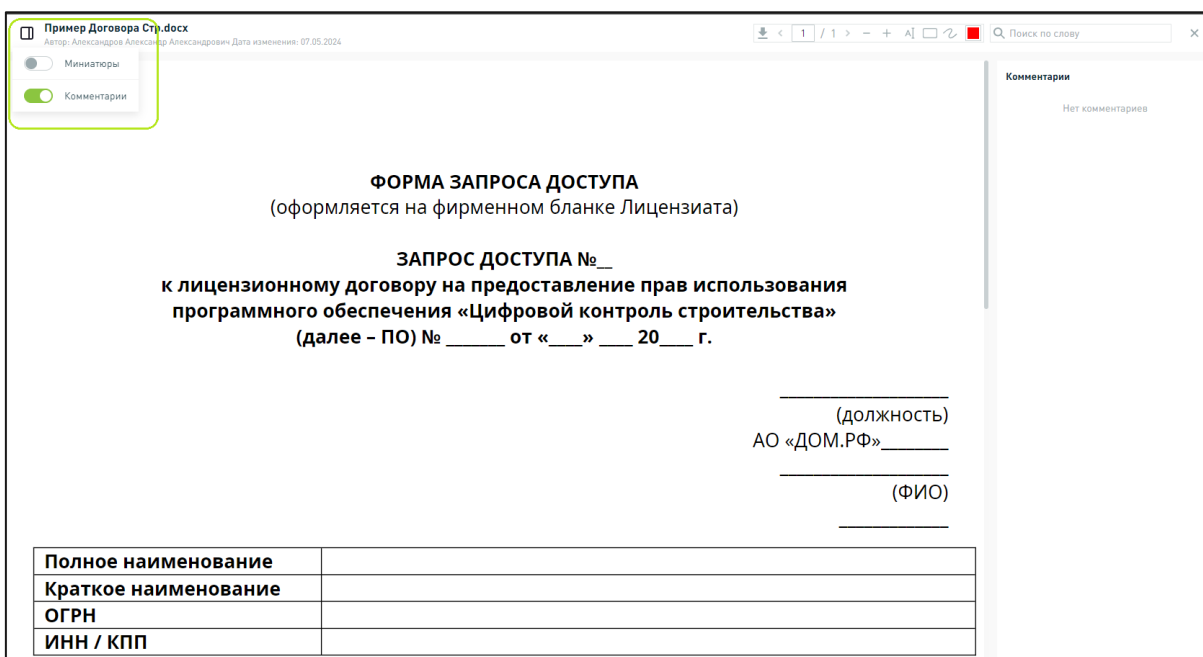 Пример Договора Стр.docx
Автор: Александров Александр Александрович Дата изменения: 07.05.2024
1 / 1
Поиск по слову
Миниатюры
Комментарии
Комментарии
Нет комментариев
ФОРМА ЗАПРОСА ДОСТУПА
(оформляется на фирменном бланке Лицензиата)
ЗАПРОС ДОСТУПА №__
к лицензионному договору на предоставление прав использования
программного обеспечения «Цифровой контроль строительства»
(далее – ПО) № _______ от «____» ____ 20____ г.
____________________
(должность)
АО «ДОМ.РФ»________
____________________
(ФИО)
_____________
Полное наименование
Краткое наименование
ОГРН
ИНН / КПП